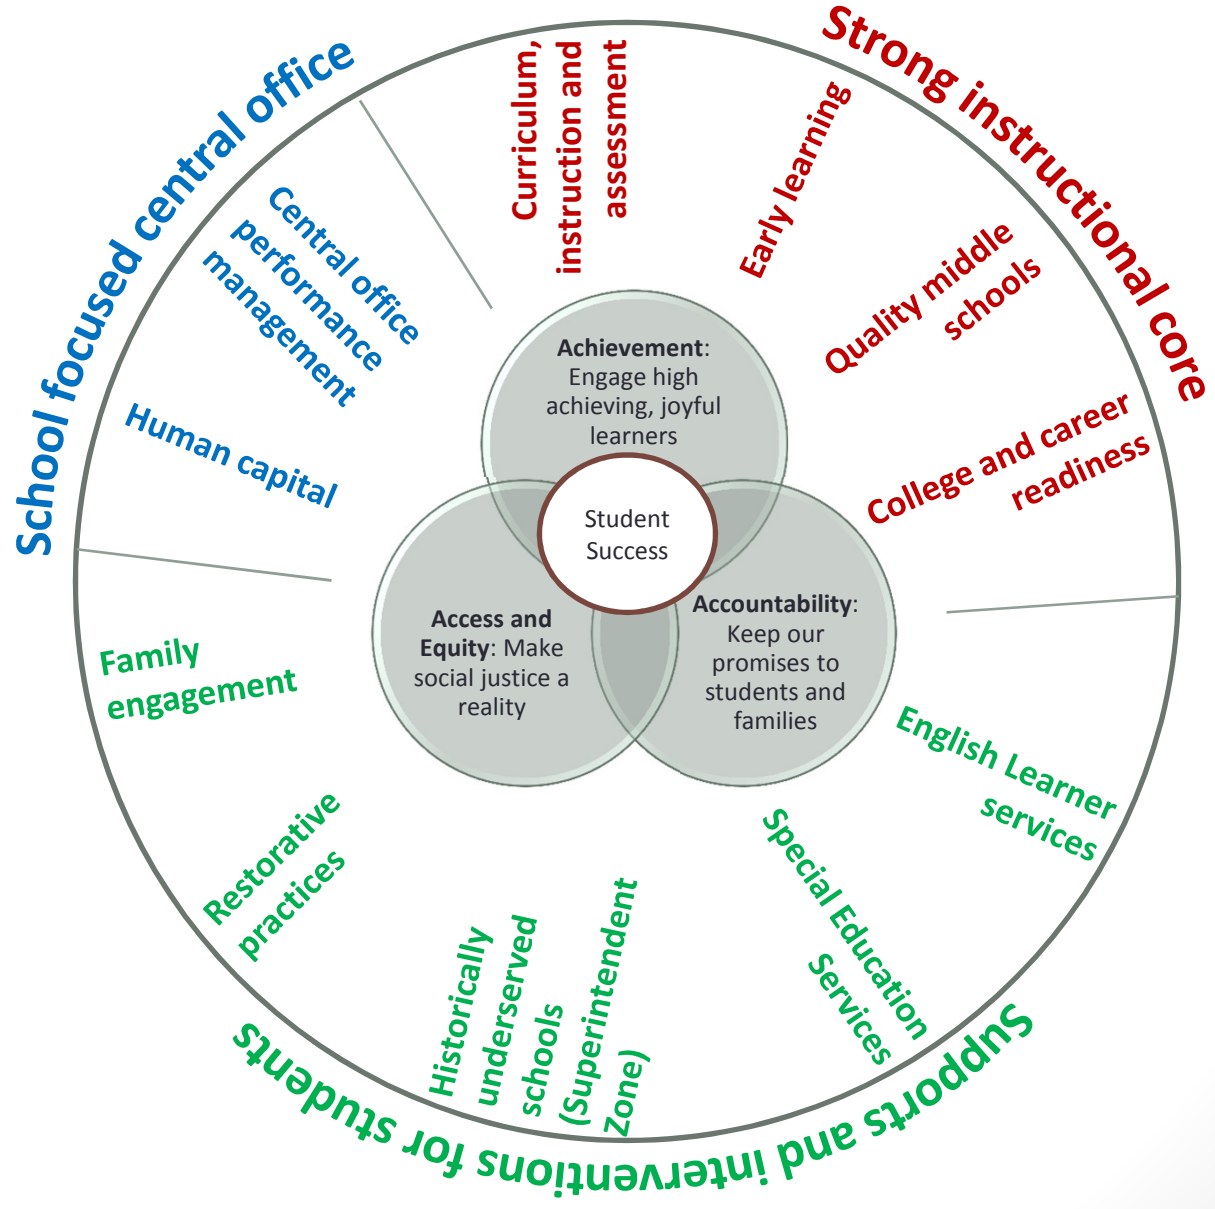 Strong instructional core
Curriculum,
instruction and
assessment
Early learning
Quality middle
schools
College and career
readiness
Supports and interventions for students
English Learner
services
Special Education
Services
Historically
underserved
schools
(Superintendent
Zone)
Restorative
practices
Family
engagement
School focused central office
Human capital
Central office
performance
management
Achievement:
Engage high
achieving, joyful
learners
Student
Success
Access and
Equity: Make
social justice a
reality
Accountability:
Keep our
promises to
students and
families